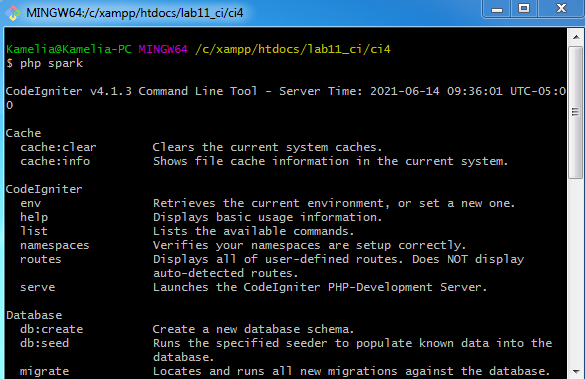 MINGW64:/c/xampp/htdocs/lab11_ci/ci4
Kamelia@Kamelia-PC MINGW64 /c/xampp/htdocs/lab11_ci/ci4
$ php spark
CodeIgniter v4.1.3 Command Line Tool - Server Time: 2021-06-14 09:36:01 UTC-05:0
0
Cache
cache:clear Clears the current system caches.
cache:info Shows file cache information in the current system.
CodeIgniter
env Retrieves the current environment, or set a new one.
help Displays basic usage information.
list Lists the available commands.
namespaces Verifies your namespaces are setup correctly.
routes Displays all of user-defined routes. Does NOT display
auto-detected routes.
serve Launches the CodeIgniter PHP-Development Server.
Database
db:create Create a new database schema.
db:seed Runs the specified seeder to populate known data into the
database.
migrate Locates and runs all new migrations against the database.